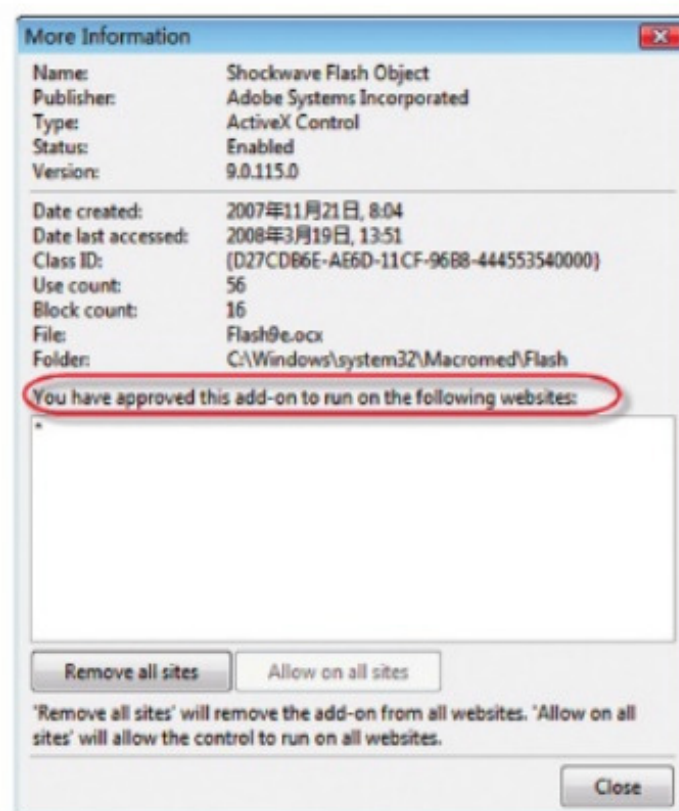 More Information
Name: Shockwave Flash Object
Publisher: Adobe Systems Incorporated
Type: ActiveX Control
Status: Enabled
Version: 9.0.115.0
Date created: 2007年11月21日, 8:04
Date last accessed: 2008年3月19日, 13:51
Class ID: {D27CDB6E-AE6D-11CF-96B8-444553540000}
Use count: 56
Block count: 16
File: Flash9e.ocx
Folder: C:\Windows\system32\Macromed\Flash
You have approved this add-on to run on the following websites:
*
Remove all sites Allow on all sites
'Remove all sites' will remove the add-on from all websites. 'Allow on all
sites' will allow the control to run on all websites.
Close